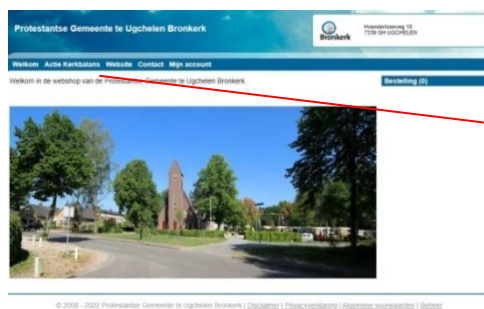 Protestantse Gemeente te Ugchelen Bronkerk
Bronkerk
Hoenderloseweg 10
7339 GH UGCHELEN
Welkom Actie Kerkbalans Website Contact Mijn account
Welkom in de webshop van de Protestantse Gemeente te Ugchelen Bronkerk.
Bestelling (0)
© 2008 - 2022 Protestantse Gemeente te Ugchelen Bronkerk | Disclaimer | Privacyverklaring | Algemene voorwaarden | Beheer